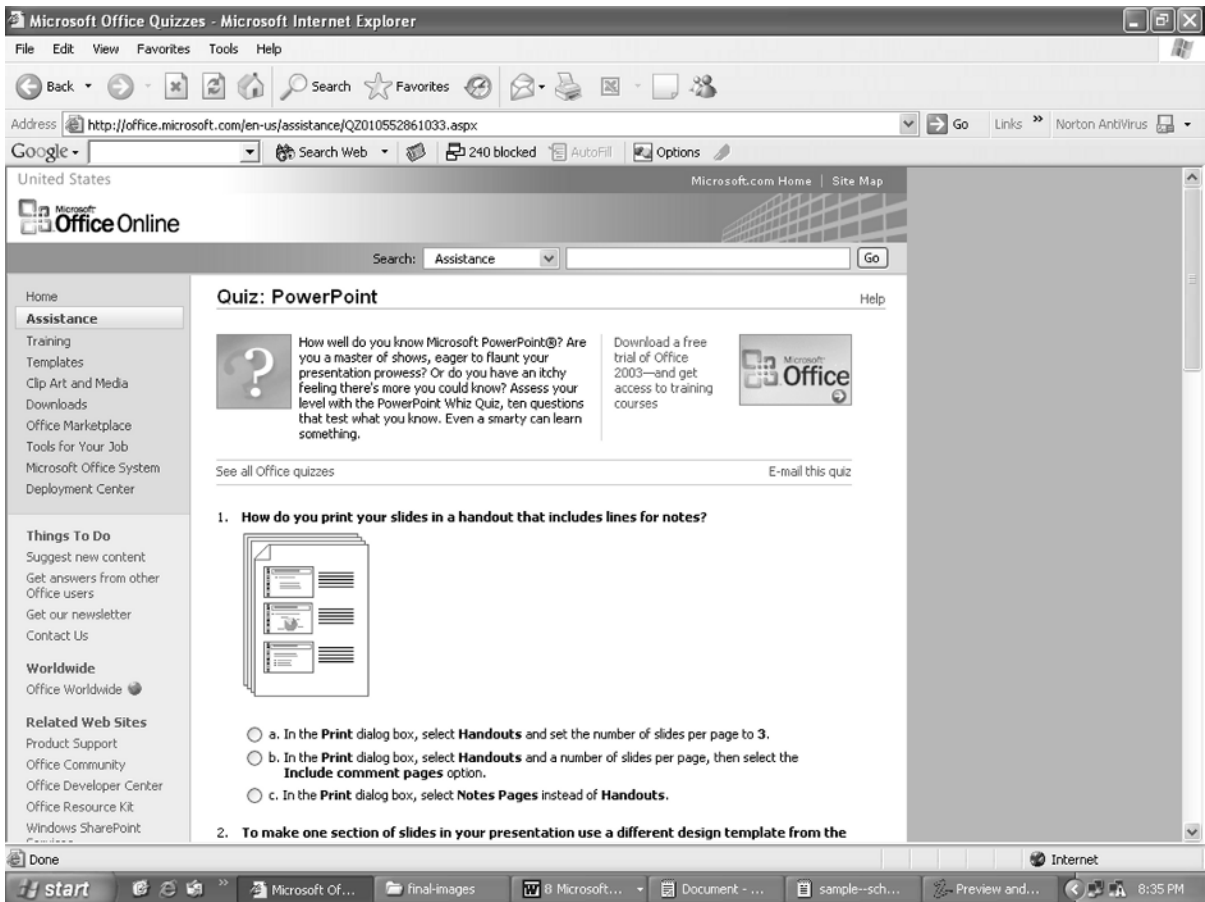 Microsoft Office Quizzes - Microsoft Internet Explorer
File Edit View Favorites Tools Help
Back Search Favorites
Address http://office.microsoft.com/en-us/assistance/QZ010552861033.aspx Go Links » Norton AntiVirus
Google Search Web 240 blocked AutoFill Options
United States Microsoft.com Home | Site Map
Microsoft Office Online
Search: Assistance Go
Home
Assistance
Training
Templates
Clip Art and Media
Downloads
Office Marketplace
Tools for Your Job
Microsoft Office System
Deployment Center
Things To Do
Suggest new content
Get answers from other
Office users
Get our newsletter
Contact Us
Worldwide
Office Worldwide
Related Web Sites
Product Support
Office Community
Office Developer Center
Office Resource Kit
Windows SharePoint
Quiz: PowerPoint Help
How well do you know Microsoft PowerPoint®? Are
you a master of shows, eager to flaunt your
presentation prowess? Or do you have an itchy
feeling there's more you could know? Assess your
level with the PowerPoint Whiz Quiz, ten questions
that test what you know. Even a smarty can learn
something.
Download a free
trial of Office
2003—and get
access to training
courses
Microsoft Office
See all Office quizzes E-mail this quiz
1. How do you print your slides in a handout that includes lines for notes?
a. In the Print dialog box, select Handouts and set the number of slides per page to 3.
b. In the Print dialog box, select Handouts and a number of slides per page, then select the
Include comment pages option.
c. In the Print dialog box, select Notes Pages instead of Handouts.
2. To make one section of slides in your presentation use a different design template from the
Done Internet
start » Microsoft Of... final-images 8 Microsoft... Document - ... sample--sch... Preview and... 8:35 PM